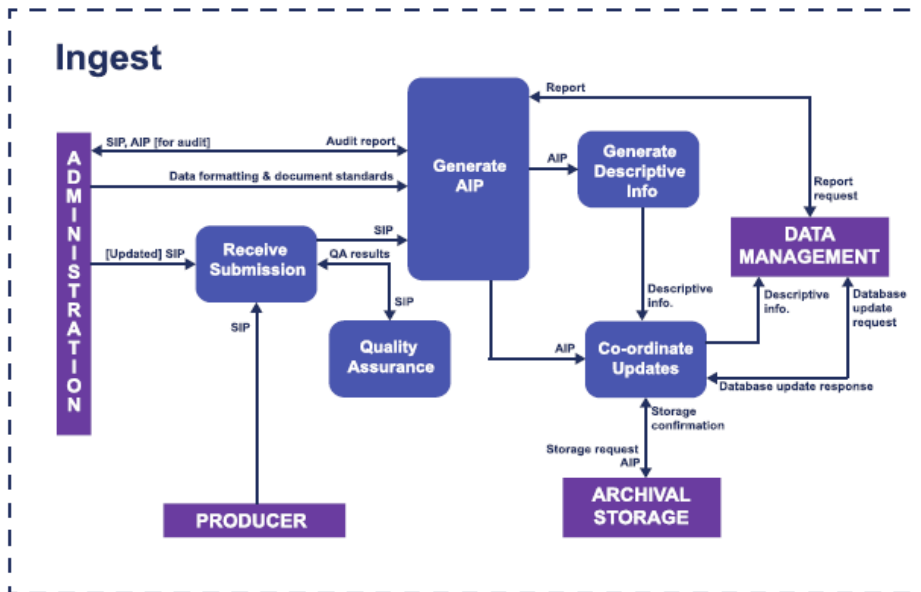 Ingest
Report
SIP, AIP [for audit]
Audit report
ADMINISTRATION
Generate
AIP
AIP
Generate
Descriptive
Info
Data formatting & document standards
Report
request
[Updated] SIP
Receive
Submission
SIP
QA results
DATA
MANAGEMENT
SIP
SIP
Descriptive
info.
Descriptive
info.
Database
update
request
Quality
Assurance
AIP
Co-ordinate
Updates
Database update response
Storage
confirmation
Storage request
AIP
PRODUCER
ARCHIVAL
STORAGE